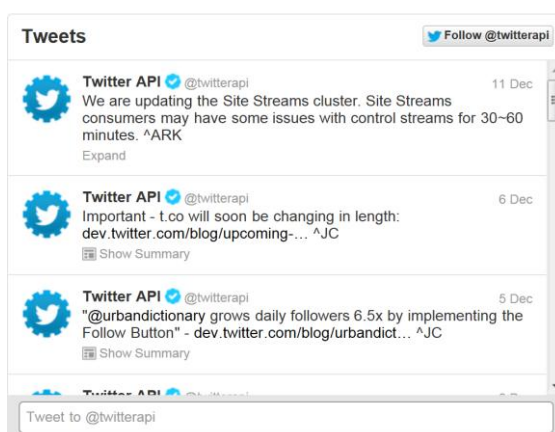 Tweets
Follow @twitterapi
Twitter API @twitterapi 11 Dec
We are updating the Site Streams cluster. Site Streams
consumers may have some issues with control streams for 30~60
minutes. ^ARK
Expand
Twitter API @twitterapi 6 Dec
Important - t.co will soon be changing in length:
dev.twitter.com/blog/upcoming-… ^JC
Show Summary
Twitter API @twitterapi 5 Dec
"@urbandictionary grows daily followers 6.5x by implementing the
Follow Button" - dev.twitter.com/blog/urbandict… ^JC
Show Summary
Twitter API @twitterapi
Tweet to @twitterapi